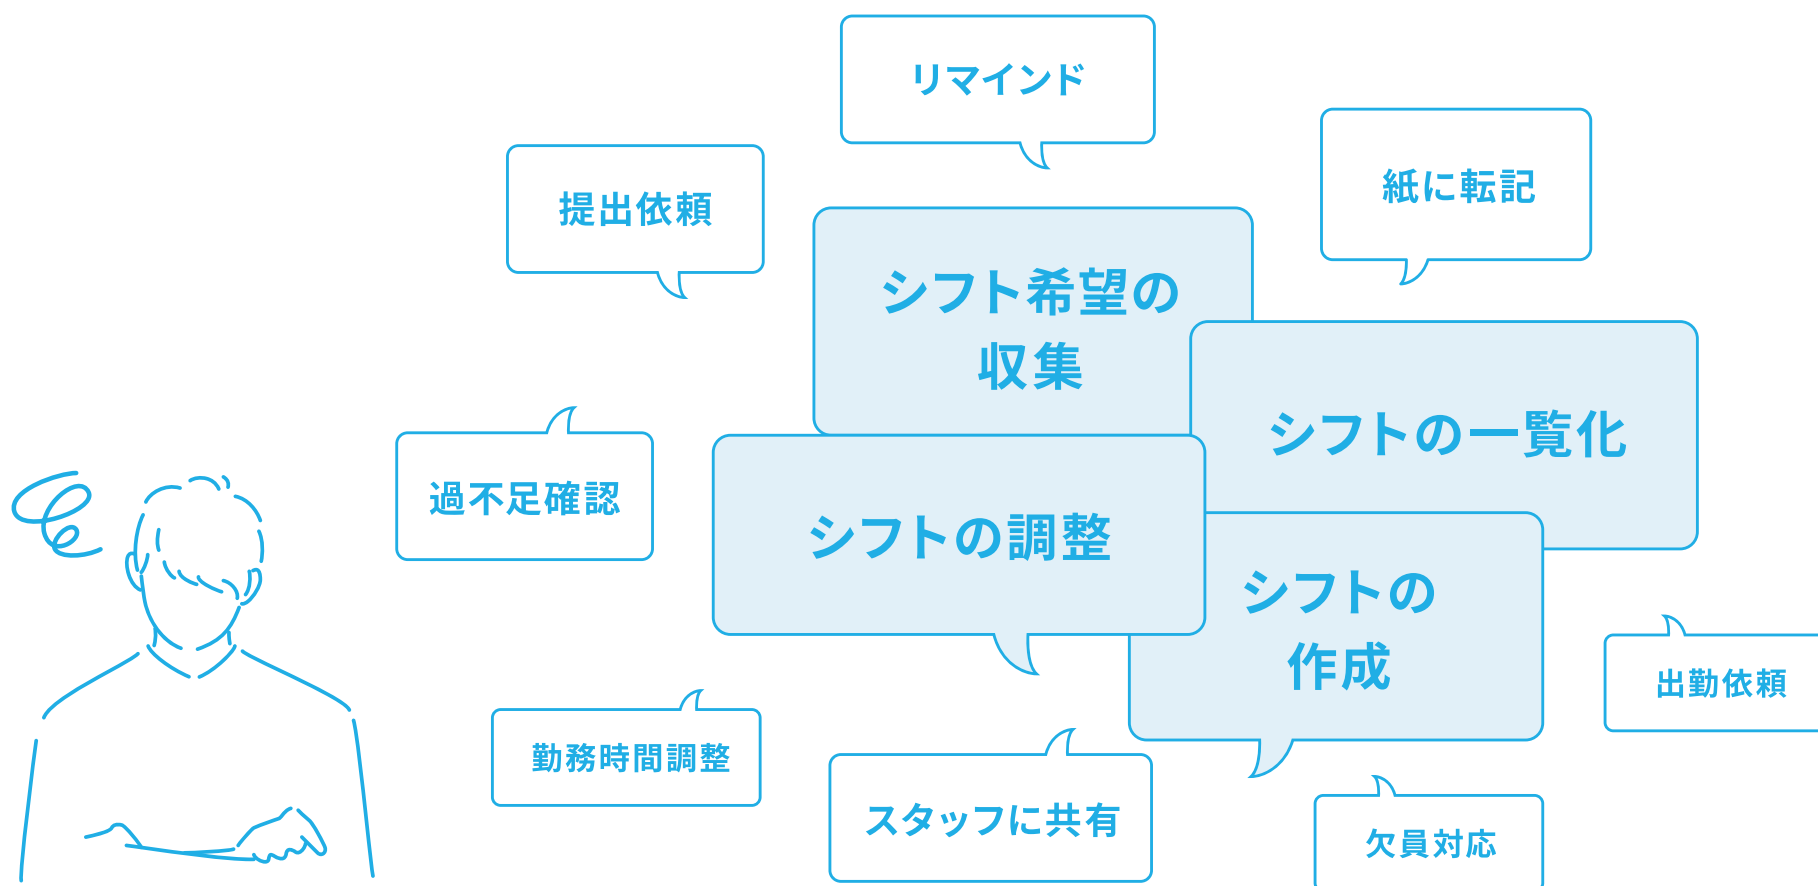 リマインド
提出依頼
紙に転記
シフト希望の
収集
シフトの一覧化
過不足確認
シフトの調整
シフトの
作成
出勤依頼
勤務時間調整
スタッフに共有
欠員対応